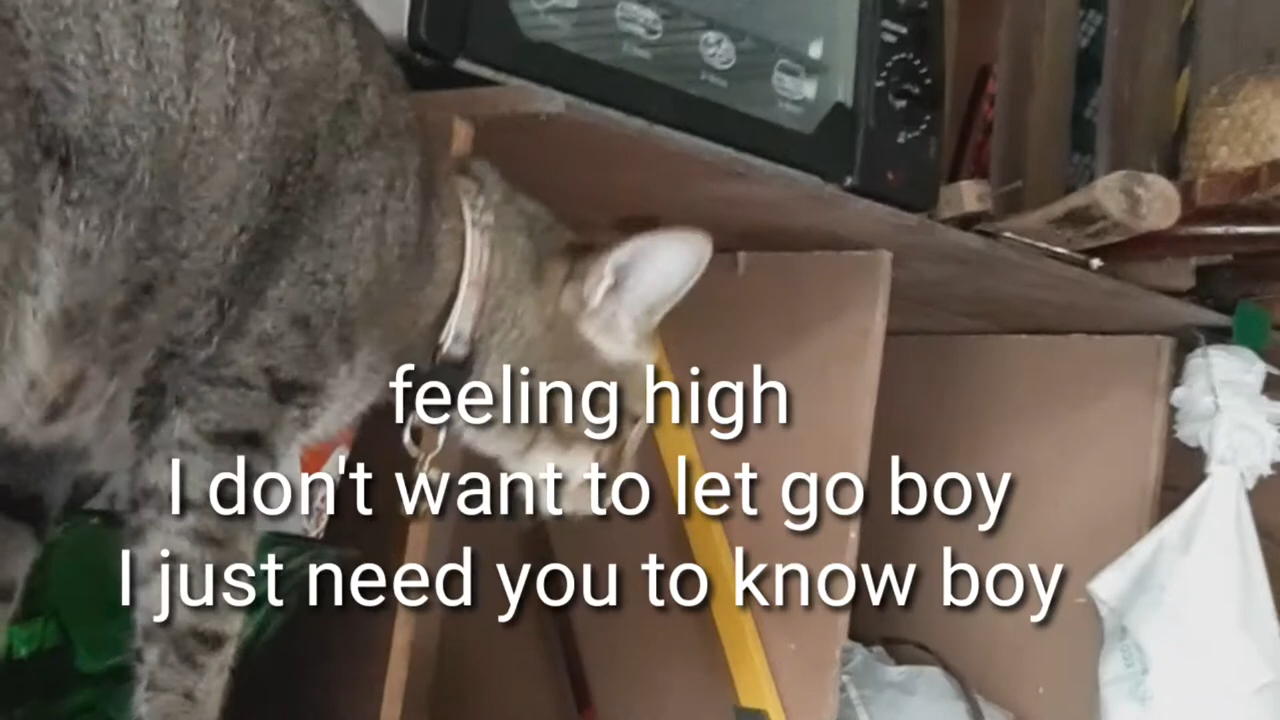 feeling high
I don't want to let go boy
I just need you to know boy